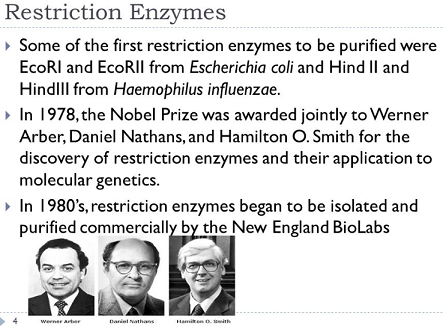 Restriction Enzymes
Some of the first restriction enzymes to be purified were
EcoRI and EcoRII from Escherichia coli and Hind II and
HindIII from Haemophilus influenzae.
In 1978, the Nobel Prize was awarded jointly to Werner
Arber, Daniel Nathans, and Hamilton O. Smith for the
discovery of restriction enzymes and their application to
molecular genetics.
In 1980's, restriction enzymes began to be isolated and
purified commercially by the New England BioLabs
Werner Arber Daniel Nathans Hamilton O. Smith
4